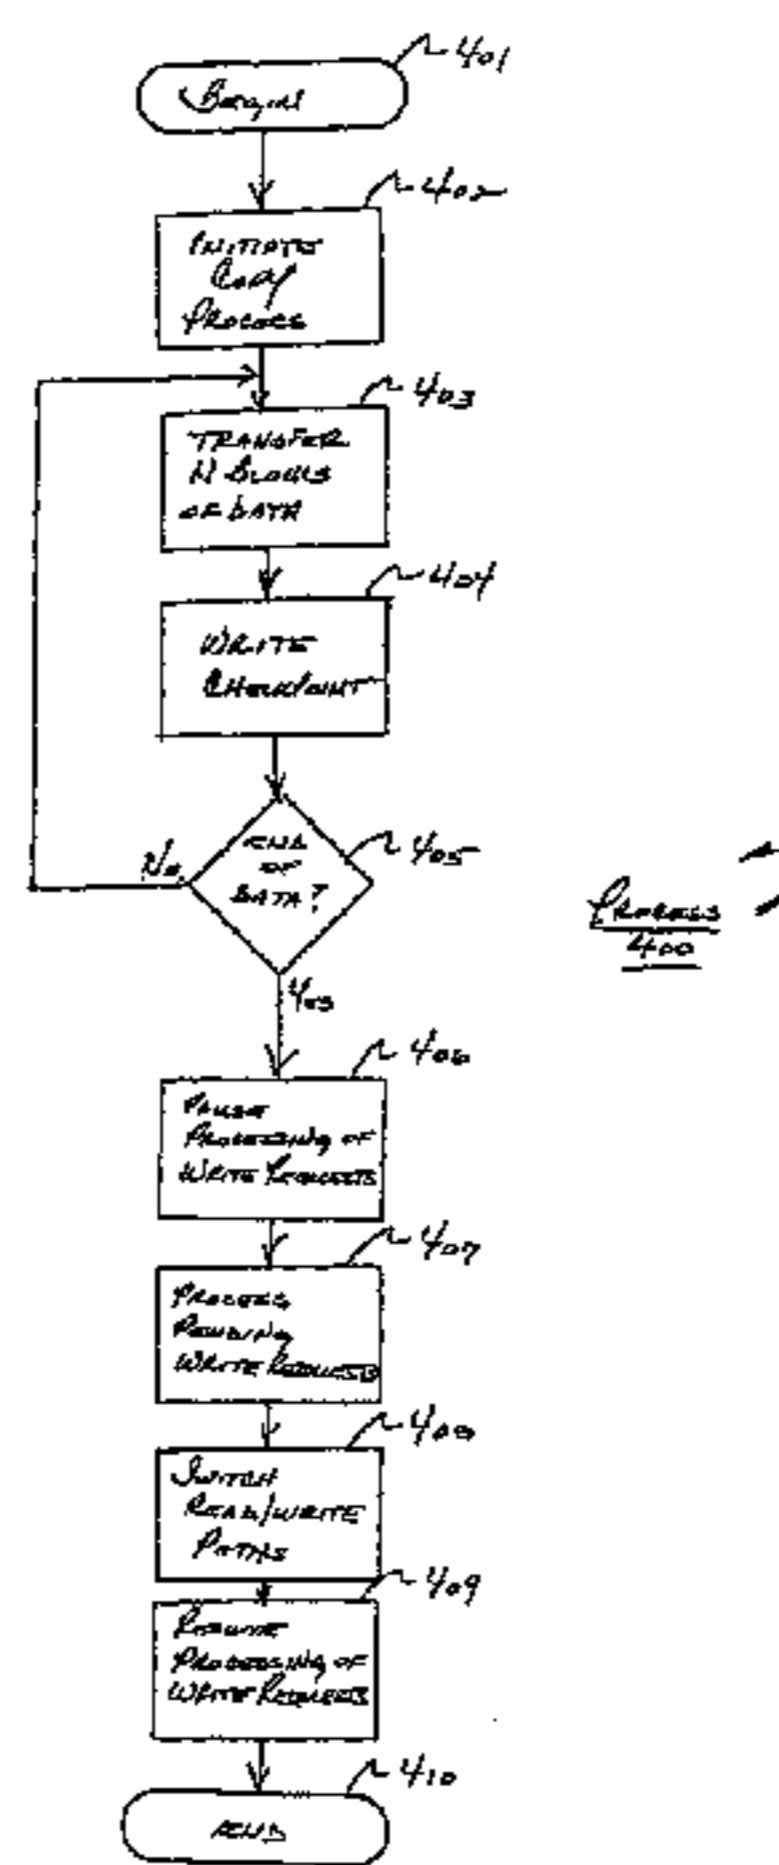 401
Begin
402
INITIATE
COPY
PROCESS
403
TRANSFER
N BLOCKS
OF DATA
404
WRITE
CHECKPOINT
END
OF
DATA?
405
No
PROCESS
400
Yes
406
PAUSE
PROCESSING OF
WRITE REQUESTS
407
PROCESS
PENDING
WRITE REQUESTS
408
SWITCH
READ/WRITE
PATHS
409
RESUME
PROCESSING OF
WRITE REQUESTS
410
END